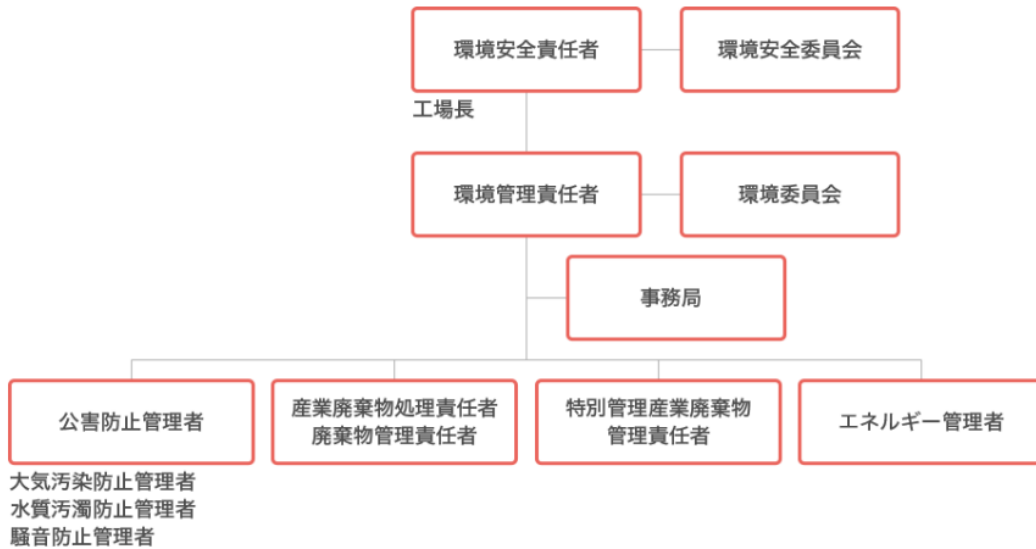 環境安全責任者
環境安全委員会
工場長
環境管理責任者
環境委員会
事務局
公害防止管理者
産業廃棄物処理責任者
廃棄物管理責任者
特別管理産業廃棄物
管理責任者
エネルギー管理者
大気汚染防止管理者
水質汚濁防止管理者
騒音防止管理者